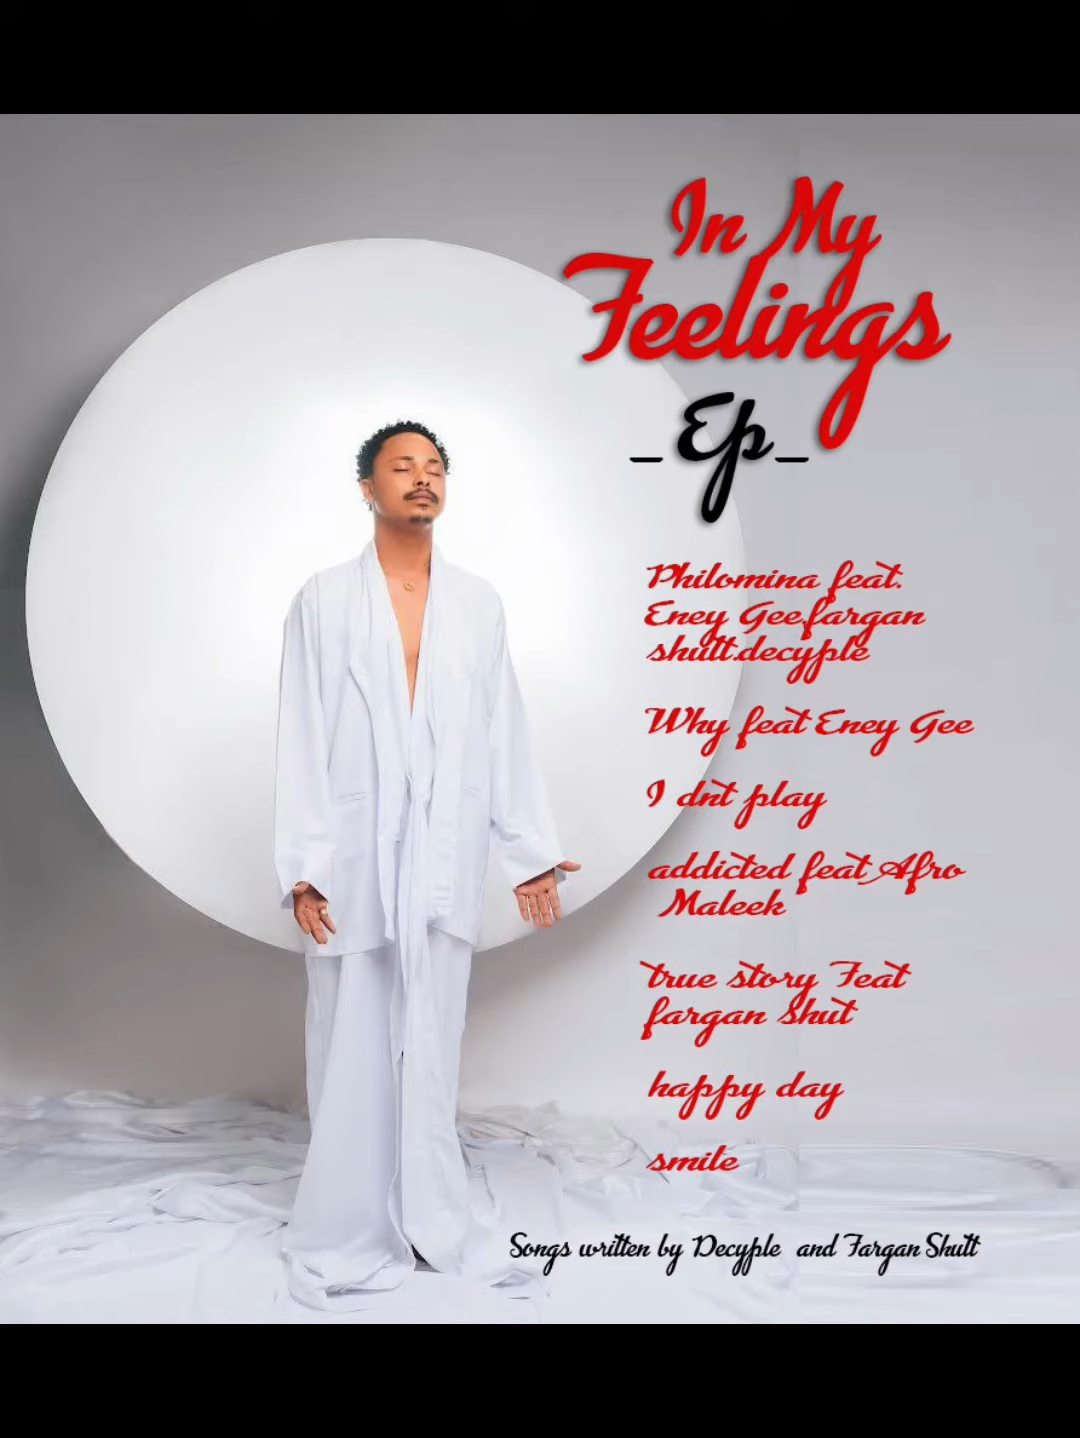 In My
Feelings
_Ep_
Philomina feat.
Eney Gee,fargan
shutt.decyple
Why feat Eney Gee
I dnt play
addicted feat Afro
Maleek
true story Feat
fargan shut
happy day
smile
Songs written by Decyple and Fargan Shutt